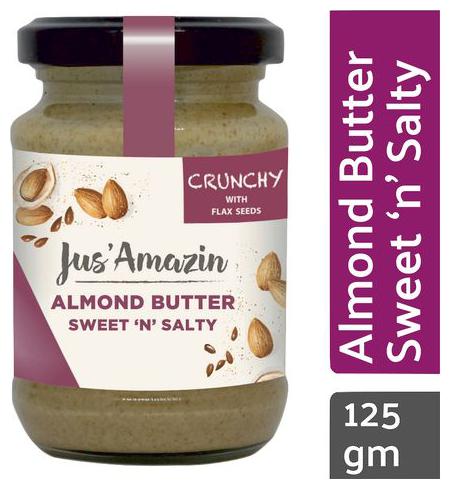 CRUNCHY
WITH
FLAX SEEDS
Jus'Amazin
ALMOND BUTTER
SWEET 'N' SALTY
Almond Butter
Sweet 'n' Salty
125
gm